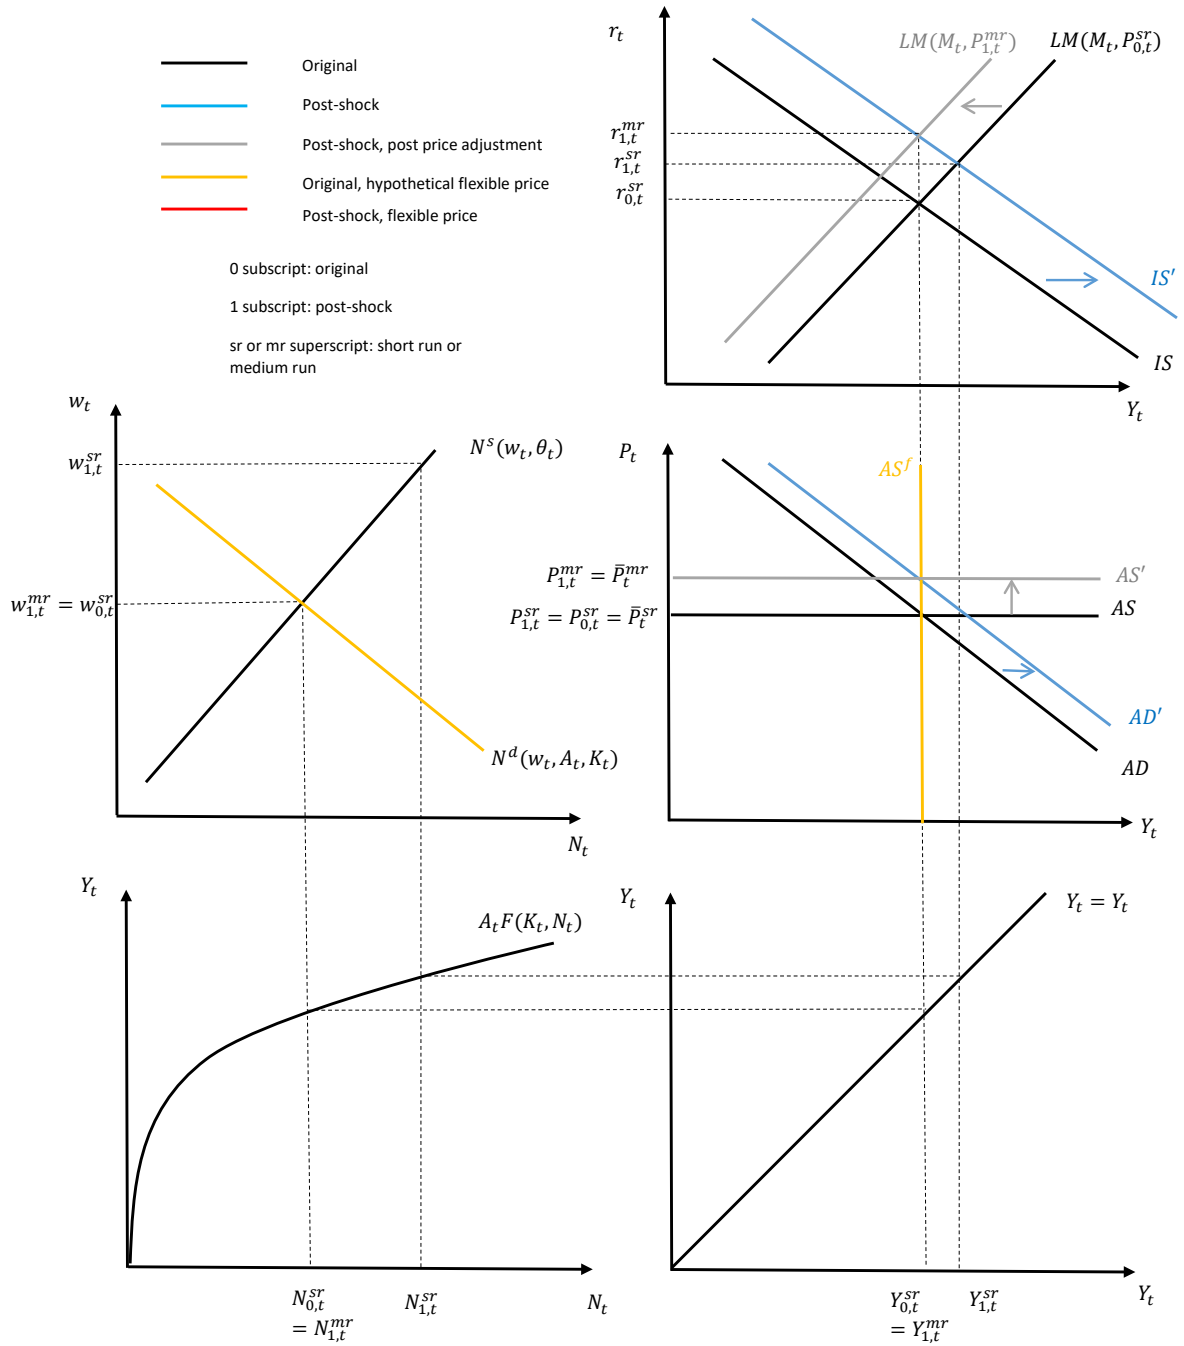 Original
Post-shock
Post-shock, post price adjustment
Original, hypothetical flexible price
Post-shock, flexible price
0 subscript: original
1 subscript: post-shock
sr or mr superscript: short run or
medium run
$r_t$
$LM(M_t, P_{1,t}^{mr})$
$LM(M_t, P_{0,t}^{sr})$
$r_{1,t}^{mr}$
$r_{1,t}^{sr}$
$r_{0,t}^{sr}$
$IS'$
$IS$
$Y_t$
$w_t$
$w_{1,t}^{sr}$
$N^s(w_t, \theta_t)$
$w_{1,t}^{mr} = w_{0,t}^{sr}$
$N^d(w_t, A_t, K_t)$
$N_t$
$P_t$
$AS^f$
$P_{1,t}^{mr} = \bar{P}_t^{mr}$
$AS'$
$P_{1,t}^{sr} = P_{0,t}^{sr} = \bar{P}_t^{sr}$
$AS$
$AD'$
$AD$
$Y_t$
$Y_t$
$A_t F(K_t, N_t)$
$N_{0,t}^{sr}$
$= N_{1,t}^{mr}$
$N_{1,t}^{sr}$
$N_t$
$Y_t$
$Y_t = Y_t$
$Y_{0,t}^{sr}$
$= Y_{1,t}^{mr}$
$Y_{1,t}^{sr}$
$Y_t$